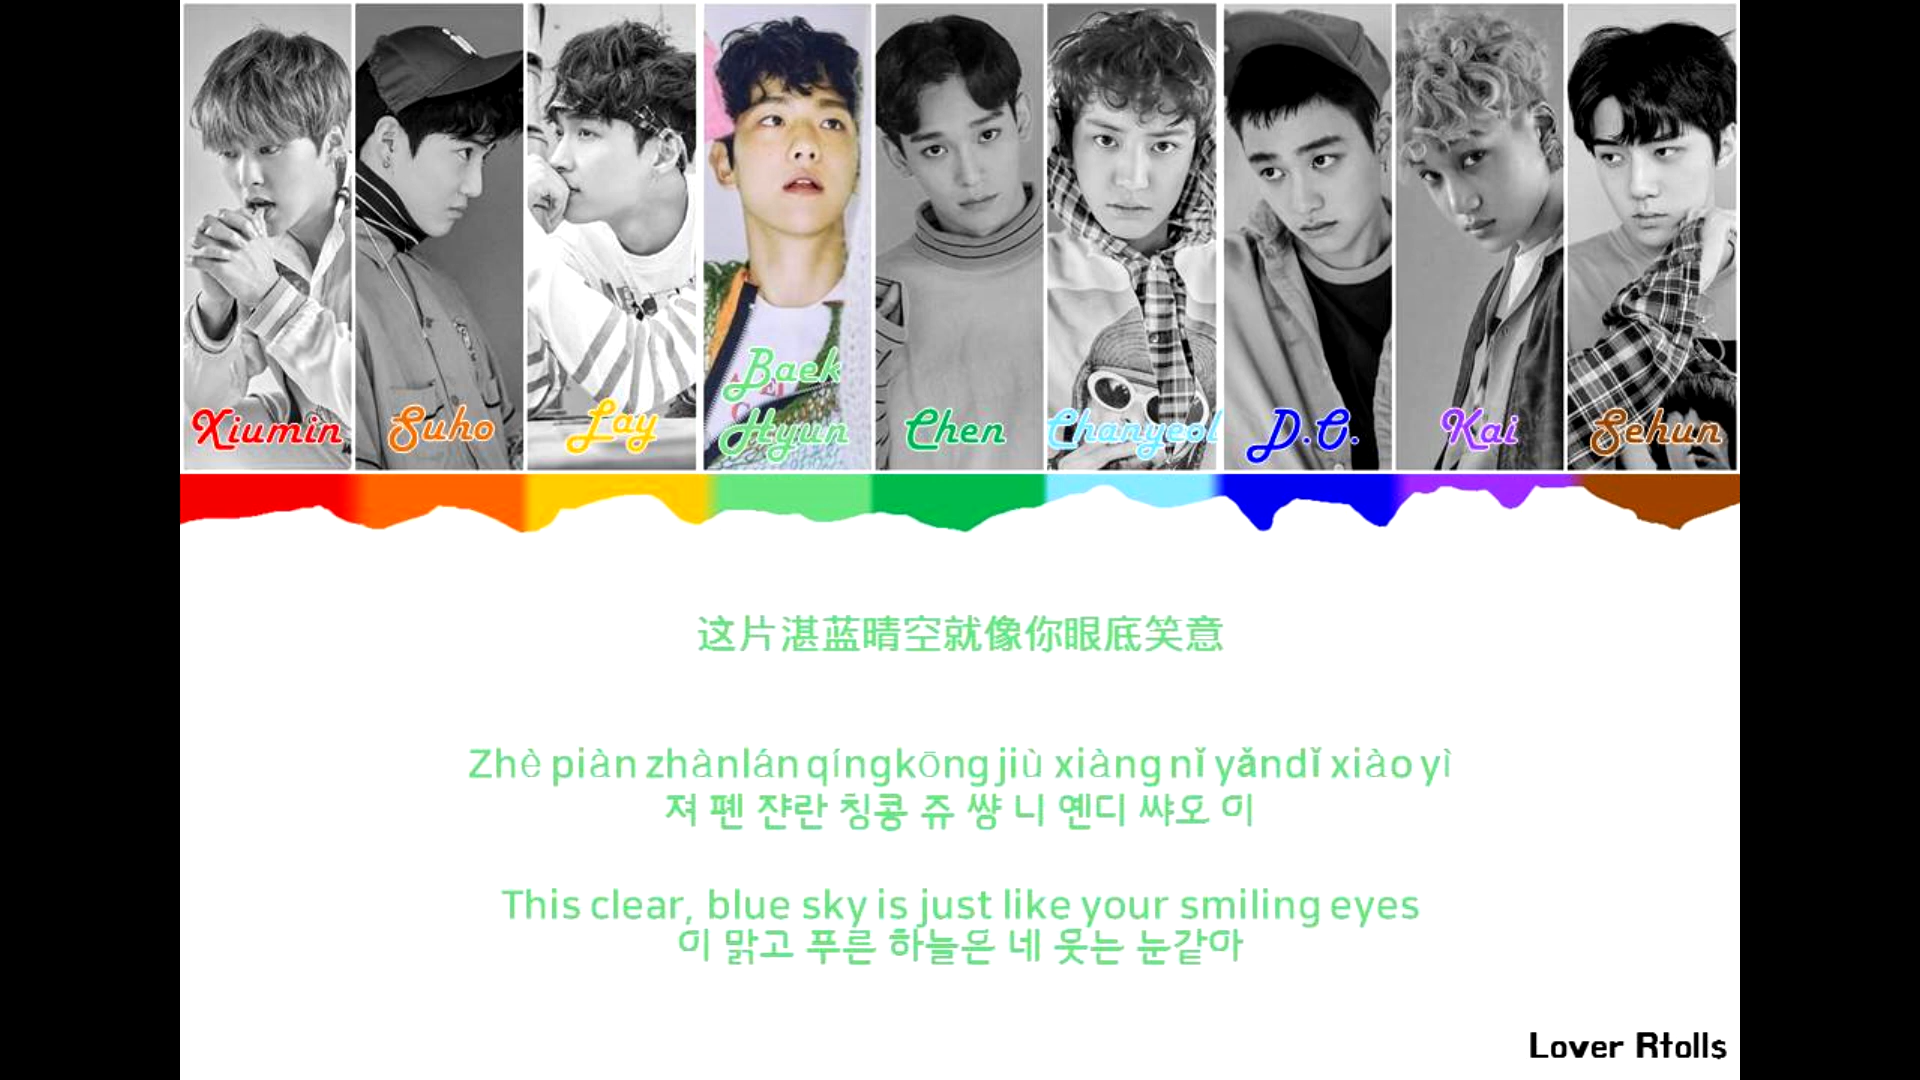 Xiumin
Suho
Lay
Baek
Hyun
Chen
Chanyeol
D.O.
Kai
Sehun
这片湛蓝晴空就像你眼底笑意
Zhè piàn zhànlán qíngkōng jiù xiàng nǐ yǎndǐ xiào yì
져 폔 쟌란 칭콩 쥬 썅 니 옌디 쌰오 이
This clear, blue sky is just like your smiling eyes
이 맑고 푸른 하늘은 네 웃는 눈같아
Lover Rtolls